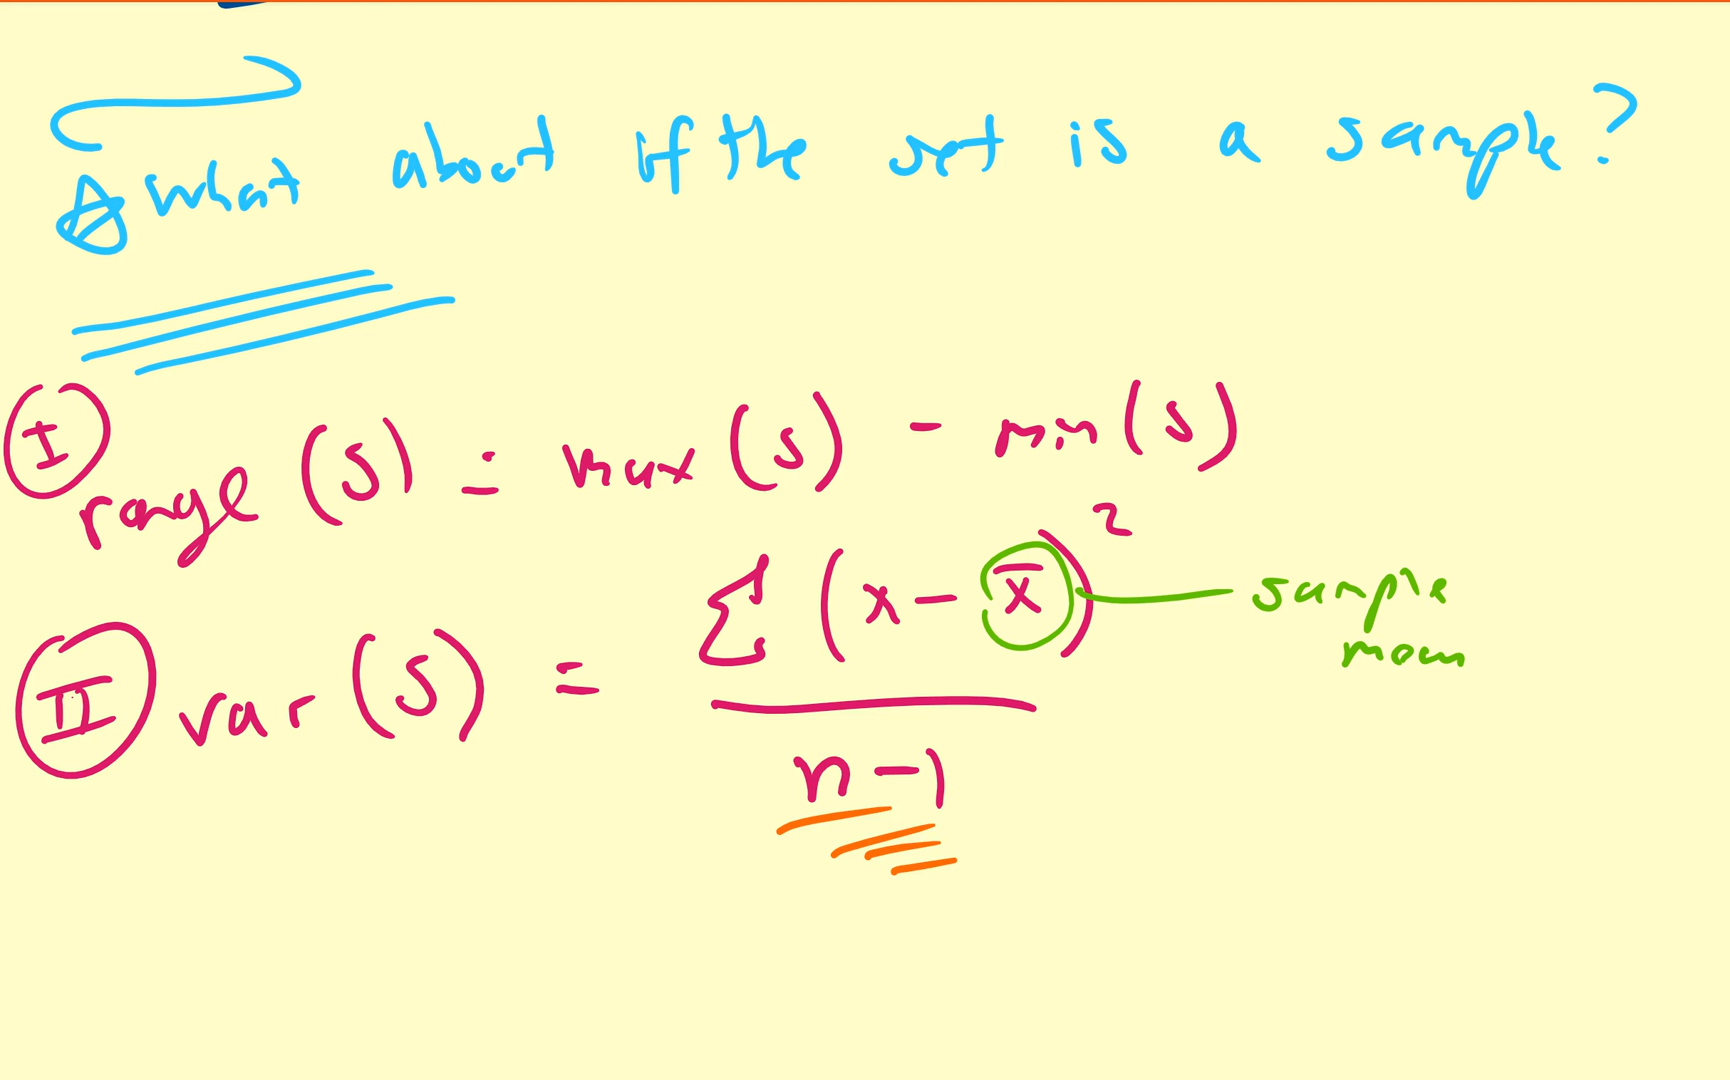 ☆ what about if the set is a sample?
I
range (S) = max (S) - min (S)
II var (S) = Σ (x - x̄)² / n - 1
sample
mean